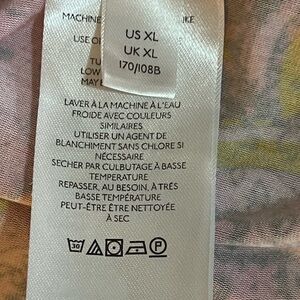 MACHINE
USE O
LOW
MAY
US XL
UK XL
170/108B
LAVER À LA MACHINE À L'EAU
FROIDE AVEC COULEURS
SIMILAIRES
UTILISER UN AGENT DE
BLANCHIMENT SANS CHLORE SI
NÉCESSAIRE
SECHER PAR CULBUTAGE À BASSE
TEMPERATURE
REPASSER, AU BESOIN, À TRÈS
BASSE TEMPÉRATURE
PEUT-ÊTRE ÊTRE NETTOYÉE
À SEC
30
P